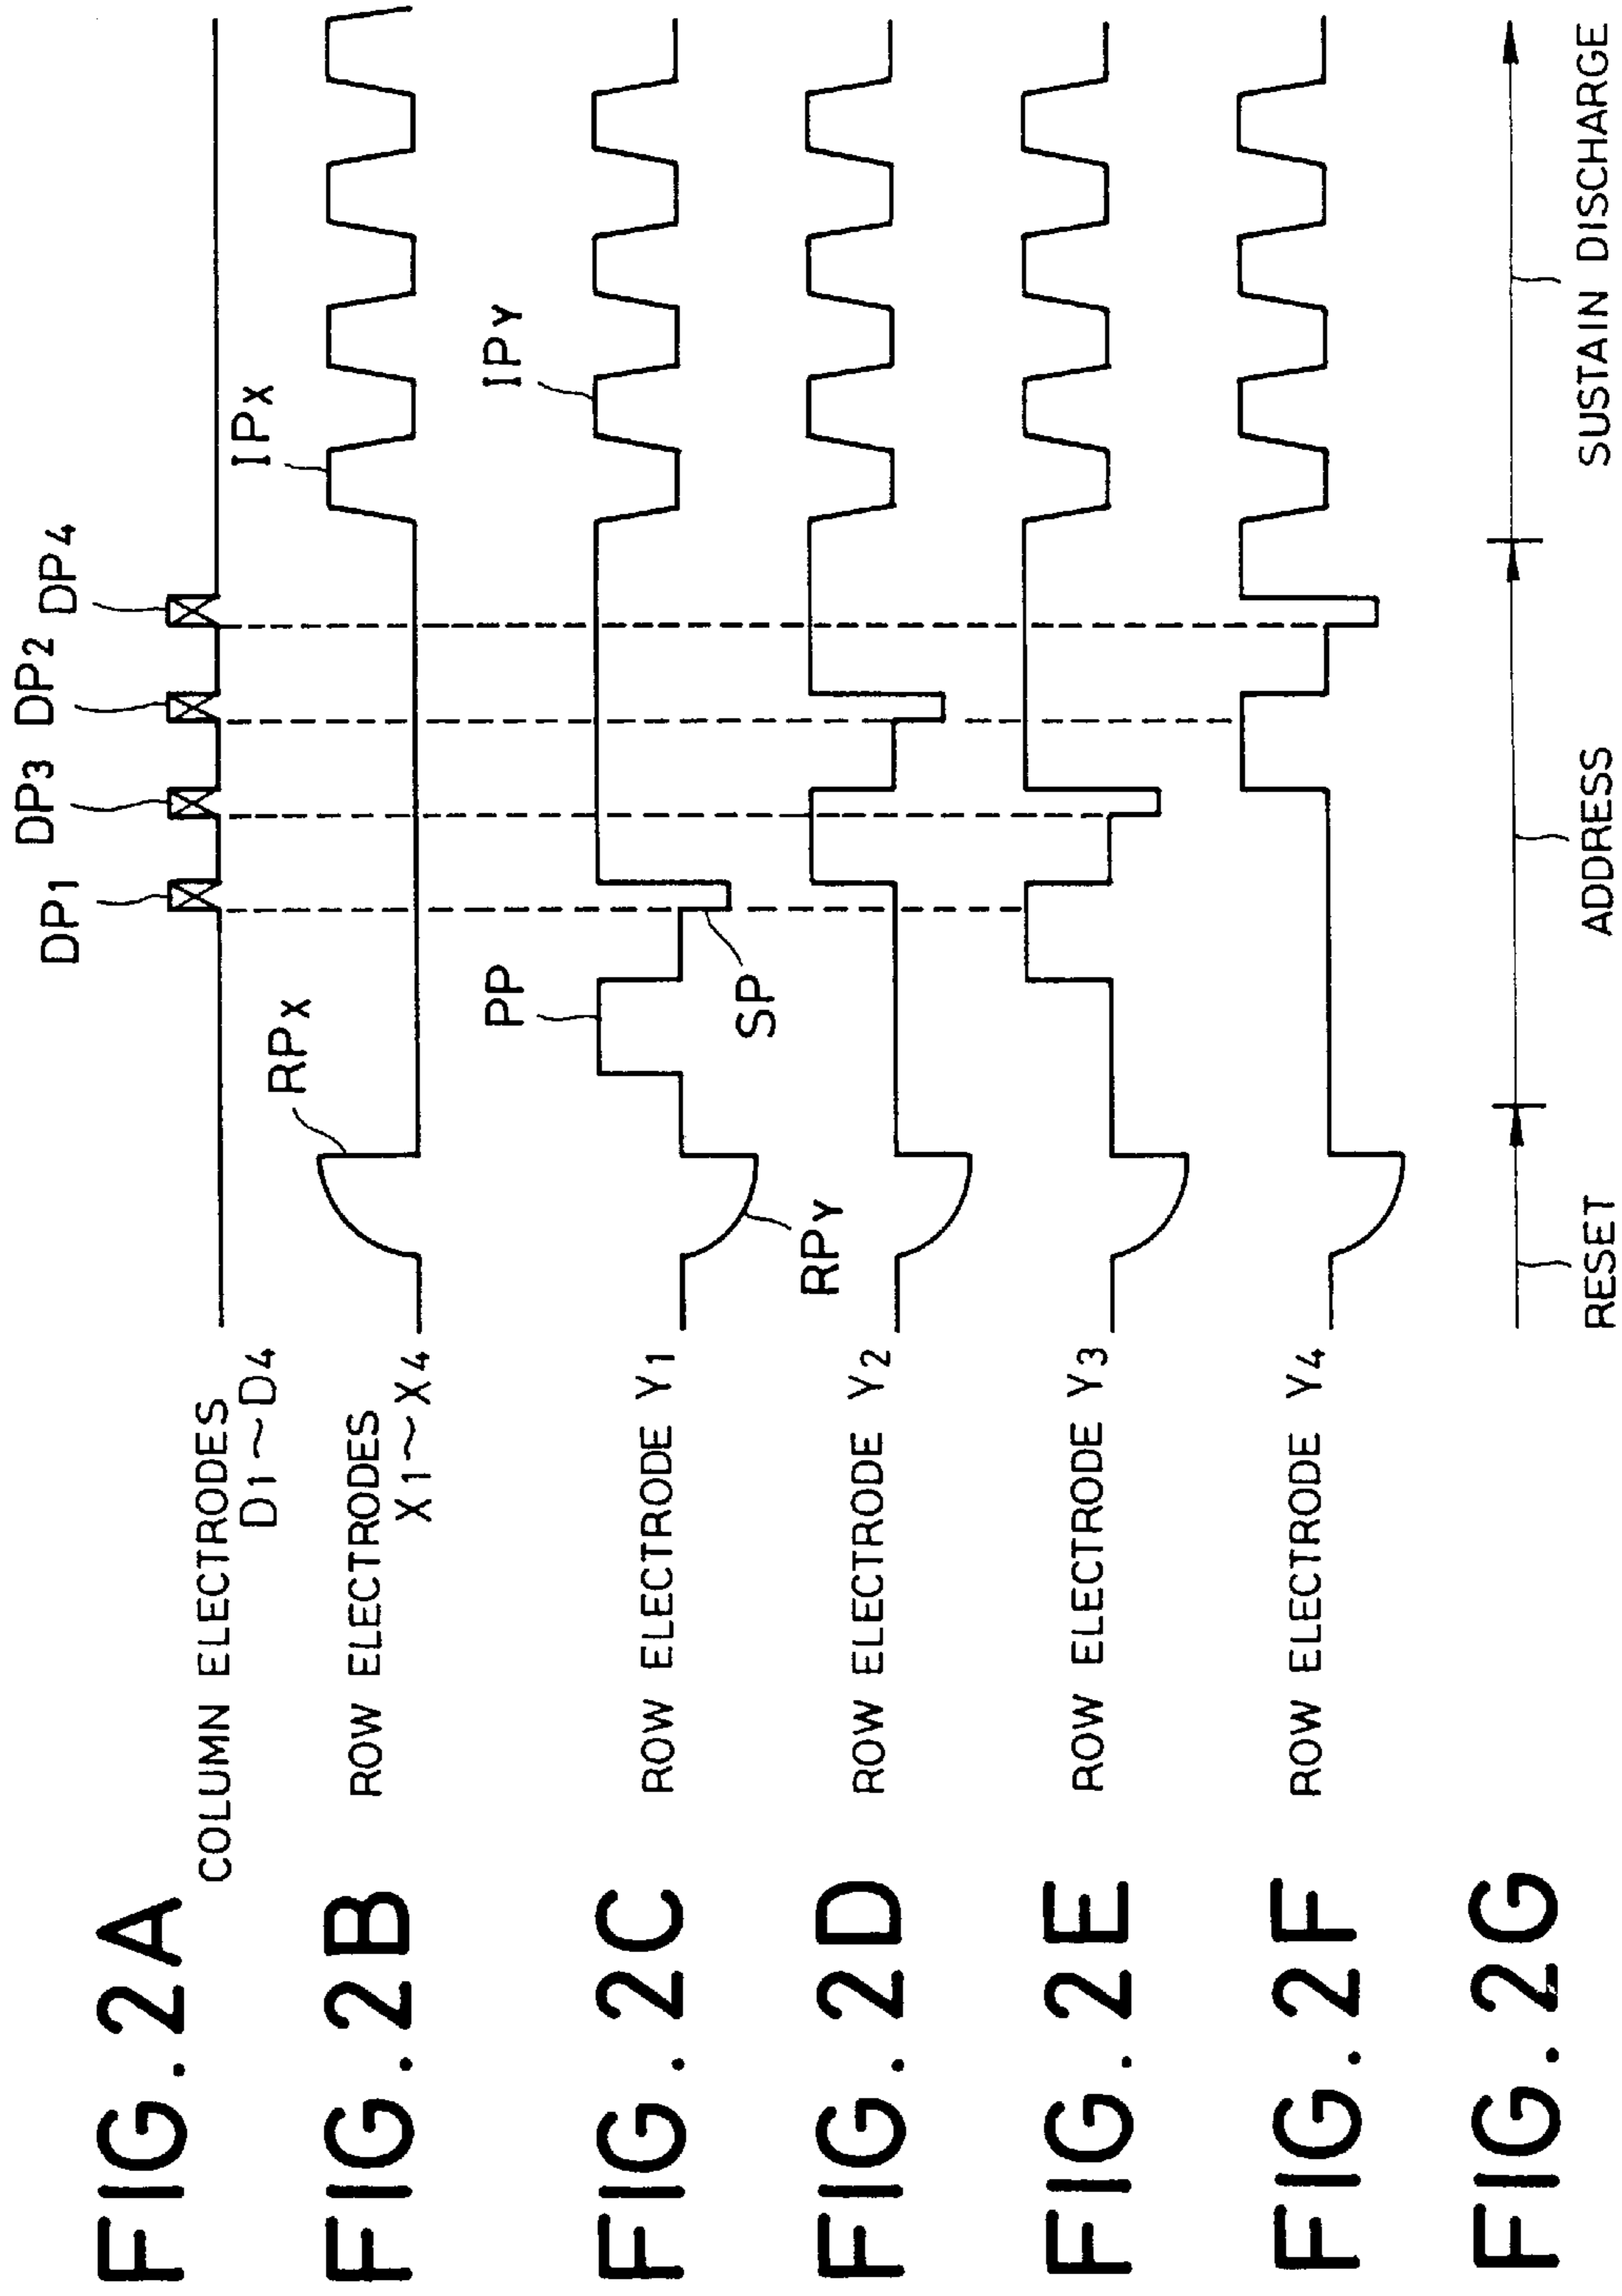 FIG. 2A
COLUMN ELECTRODES
D1~D4
DP1 DP3 DP2 DP4
FIG. 2B
ROW ELECTRODES
X1~X4
RPX
IPX
FIG. 2C
ROW ELECTRODE Y1
RPY
PP
SP
IPY
FIG. 2D
ROW ELECTRODE Y2
FIG. 2E
ROW ELECTRODE Y3
FIG. 2F
ROW ELECTRODE Y4
FIG. 2G
RESET
ADDRESS
SUSTAIN DISCHARGE